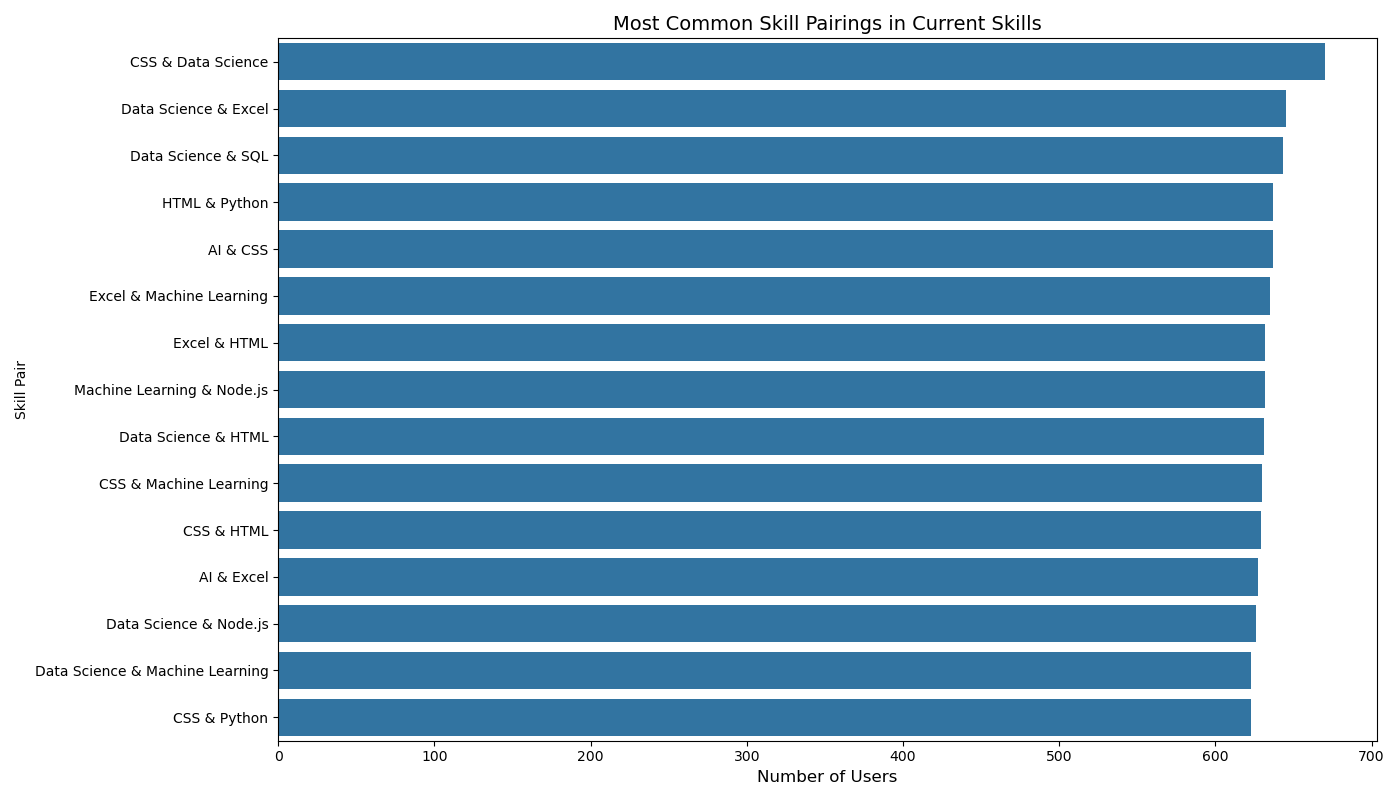 Most Common Skill Pairings in Current Skills
Skill Pair
CSS & Data Science
Data Science & Excel
Data Science & SQL
HTML & Python
AI & CSS
Excel & Machine Learning
Excel & HTML
Machine Learning & Node.js
Data Science & HTML
CSS & Machine Learning
CSS & HTML
AI & Excel
Data Science & Node.js
Data Science & Machine Learning
CSS & Python
0 100 200 300 400 500 600 700
Number of Users